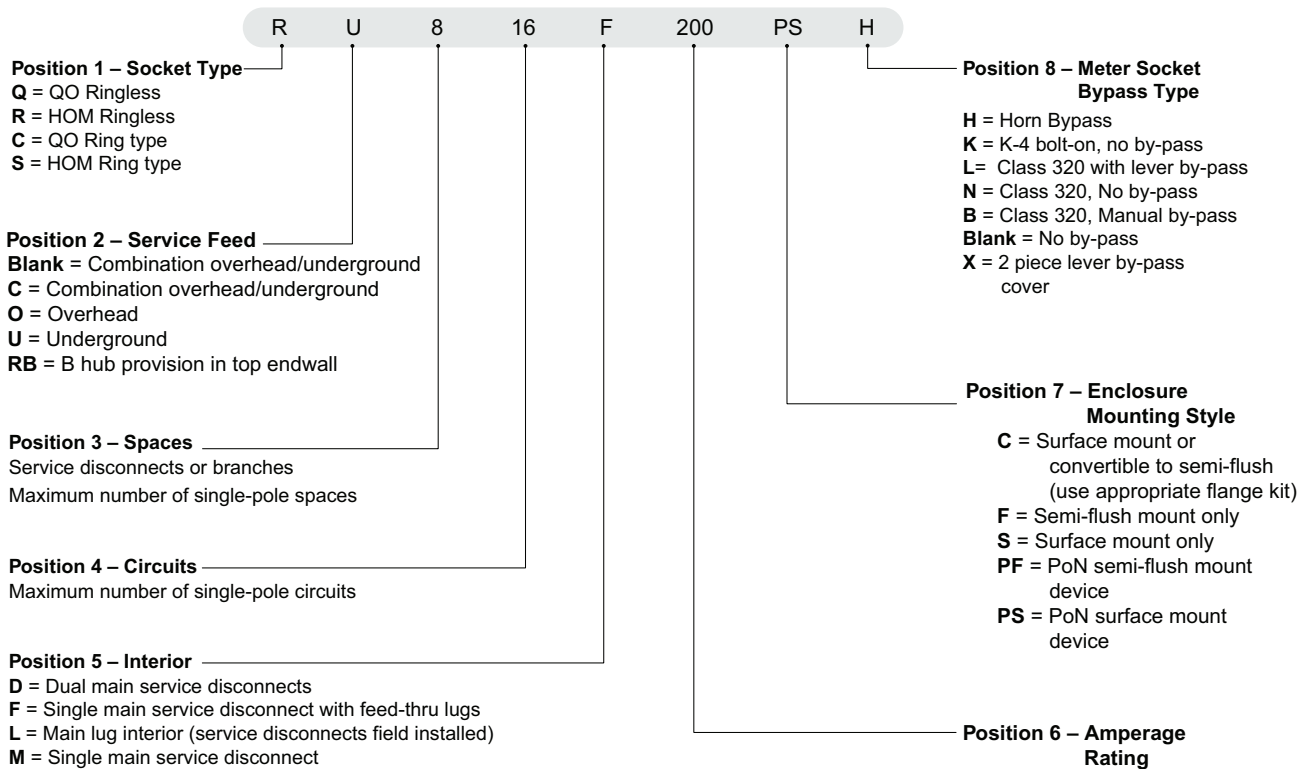 R U 8 16 F 200 PS H
Position 1 – Socket Type
Q = QO Ringless
R = HOM Ringless
C = QO Ring type
S = HOM Ring type
Position 2 – Service Feed
Blank = Combination overhead/underground
C = Combination overhead/underground
O = Overhead
U = Underground
RB = B hub provision in top endwall
Position 3 – Spaces
Service disconnects or branches
Maximum number of single-pole spaces
Position 4 – Circuits
Maximum number of single-pole circuits
Position 5 – Interior
D = Dual main service disconnects
F = Single main service disconnect with feed-thru lugs
L = Main lug interior (service disconnects field installed)
M = Single main service disconnect
Position 8 – Meter Socket
Bypass Type
H = Horn Bypass
K = K-4 bolt-on, no by-pass
L= Class 320 with lever by-pass
N = Class 320, No by-pass
B = Class 320, Manual by-pass
Blank = No by-pass
X = 2 piece lever by-pass
cover
Position 7 – Enclosure
Mounting Style
C = Surface mount or
convertible to semi-flush
(use appropriate flange kit)
F = Semi-flush mount only
S = Surface mount only
PF = PoN semi-flush mount
device
PS = PoN surface mount
device
Position 6 – Amperage
Rating